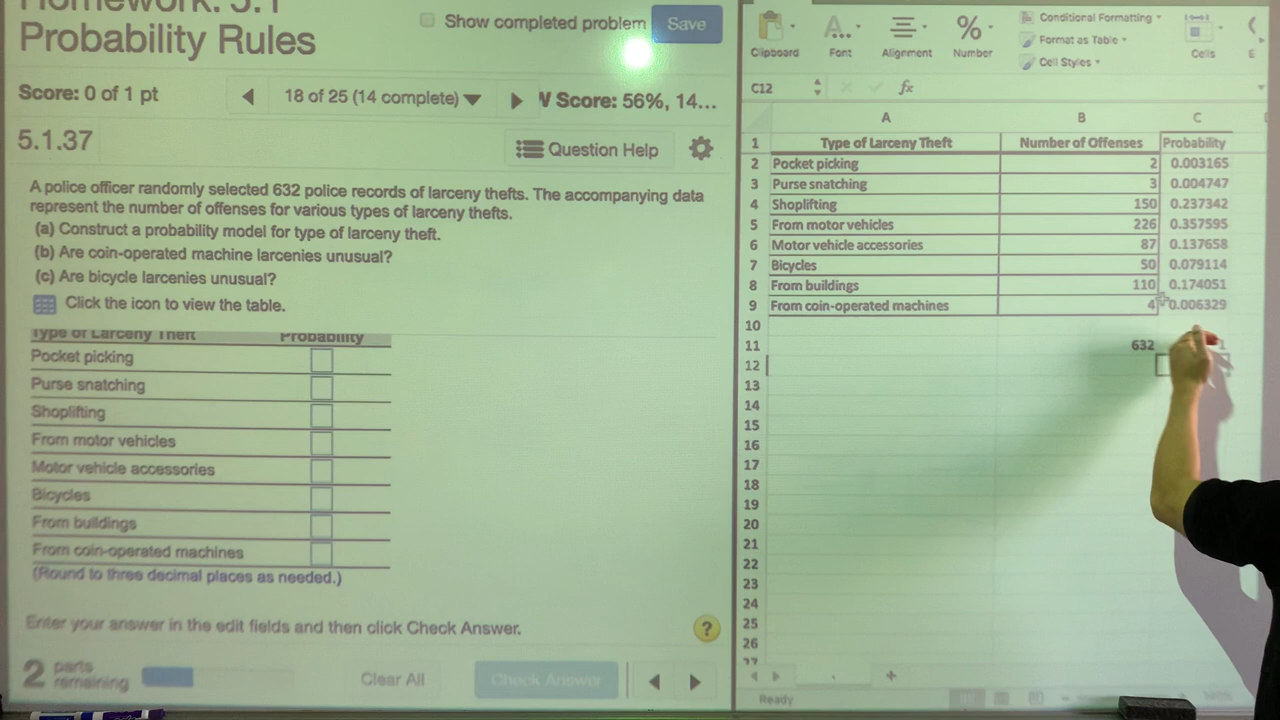 Homework: 5.1
Probability Rules
Show completed problem
Save
Score: 0 of 1 pt
18 of 25 (14 complete)
Score: 56%, 14...
5.1.37
Question Help
A police officer randomly selected 632 police records of larceny thefts. The accompanying data
represent the number of offenses for various types of larceny thefts.
(a) Construct a probability model for type of larceny theft.
(b) Are coin-operated machine larcenies unusual?
(c) Are bicycle larcenies unusual?
Click the icon to view the table.
Type of Larceny Theft Probability
Pocket picking
Purse snatching
Shoplifting
From motor vehicles
Motor vehicle accessories
Bicycles
From buildings
From coin-operated machines
(Round to three decimal places as needed.)
Enter your answer in the edit fields and then click Check Answer.
?
2 parts remaining
Clear All
Check Answer
Clipboard
Font
Alignment
%
Number
Conditional Formatting
Format as Table
Cell Styles
Cells
E
C12
fx
A B C
1 Type of Larceny Theft Number of Offenses Probability
2 Pocket picking 2 0.003165
3 Purse snatching 3 0.004747
4 Shoplifting 150 0.237342
5 From motor vehicles 226 0.357595
6 Motor vehicle accessories 87 0.137658
7 Bicycles 50 0.079114
8 From buildings 110 0.174051
9 From coin-operated machines 4 0.006329
10
11 632 1
12
13
14
15
16
17
18
19
20
21
22
23
24
25
26
27
Ready